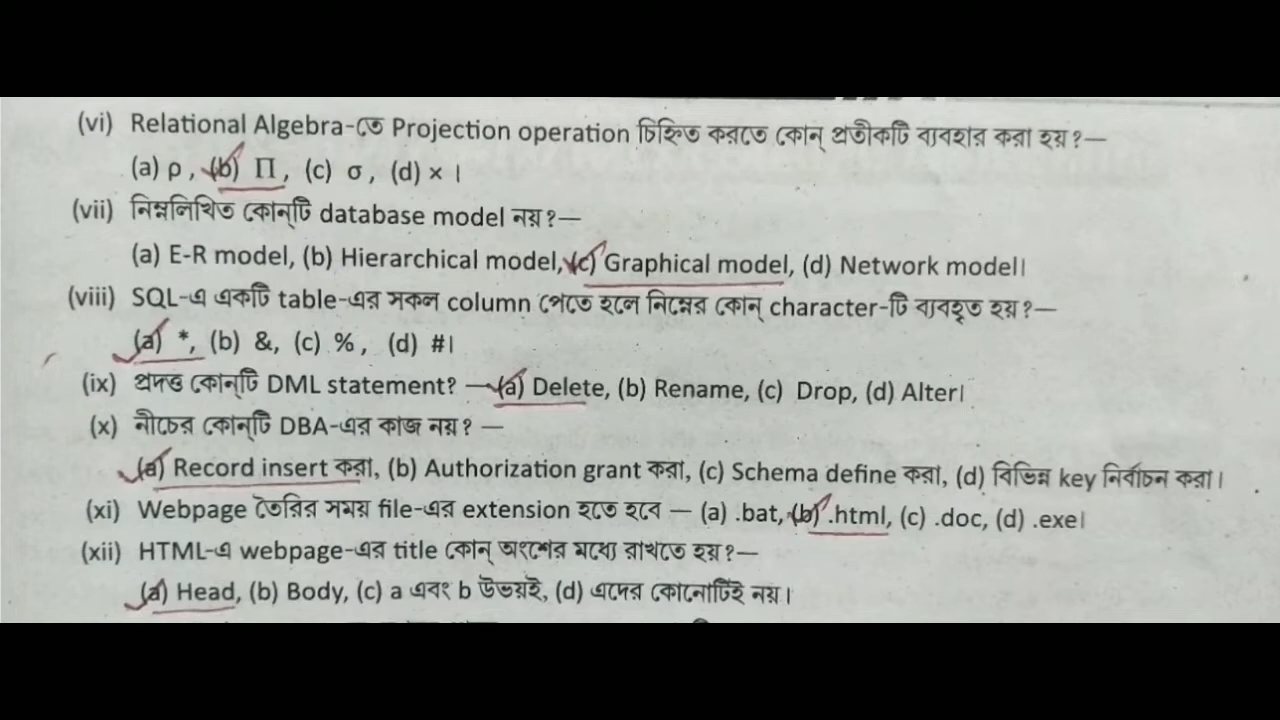 (vi) Relational Algebra-তে Projection operation চিহ্নিত করতে কোন্ প্রতীকটি ব্যবহার করা হয়?—
(a) ρ, (b) Π, (c) σ, (d) × ।
(vii) নিম্নলিখিত কোন্‌টি database model নয়?—
(a) E-R model, (b) Hierarchical model, (c) Graphical model, (d) Network model।
(viii) SQL-এ একটি table-এর সকল column পেতে হলে নিম্নের কোন্ character-টি ব্যবহৃত হয়?—
(a) *, (b) &, (c) %, (d) #।
(ix) প্রদত্ত কোন্‌টি DML statement? — (a) Delete, (b) Rename, (c) Drop, (d) Alter।
(x) নীচের কোন্‌টি DBA-এর কাজ নয়? —
(a) Record insert করা, (b) Authorization grant করা, (c) Schema define করা, (d) বিভিন্ন key নির্বাচন করা।
(xi) Webpage তৈরির সময় file-এর extension হতে হবে — (a) .bat, (b) .html, (c) .doc, (d) .exe।
(xii) HTML-এ webpage-এর title কোন্ অংশের মধ্যে রাখতে হয়?—
(a) Head, (b) Body, (c) a এবং b উভয়ই, (d) এদের কোনোটিই নয়।